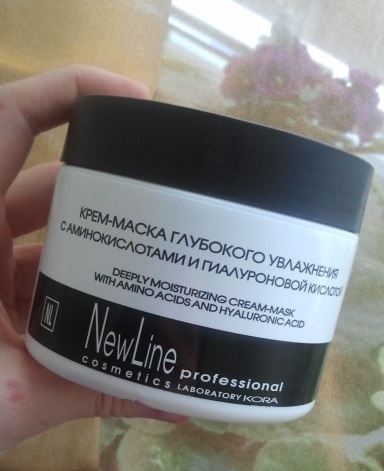 КРЕМ-МАСКА ГЛУБОКОГО УВЛАЖНЕНИЯ
С АМИНОКИСЛОТАМИ И ГИАЛУРОНОВОЙ КИСЛОТОЙ
DEEPLY MOISTURIZING CREAM-MASK
WITH AMINO ACIDS AND HYALURONIC ACID
NL
NewLine professional
cosmetics LABORATORY KORA